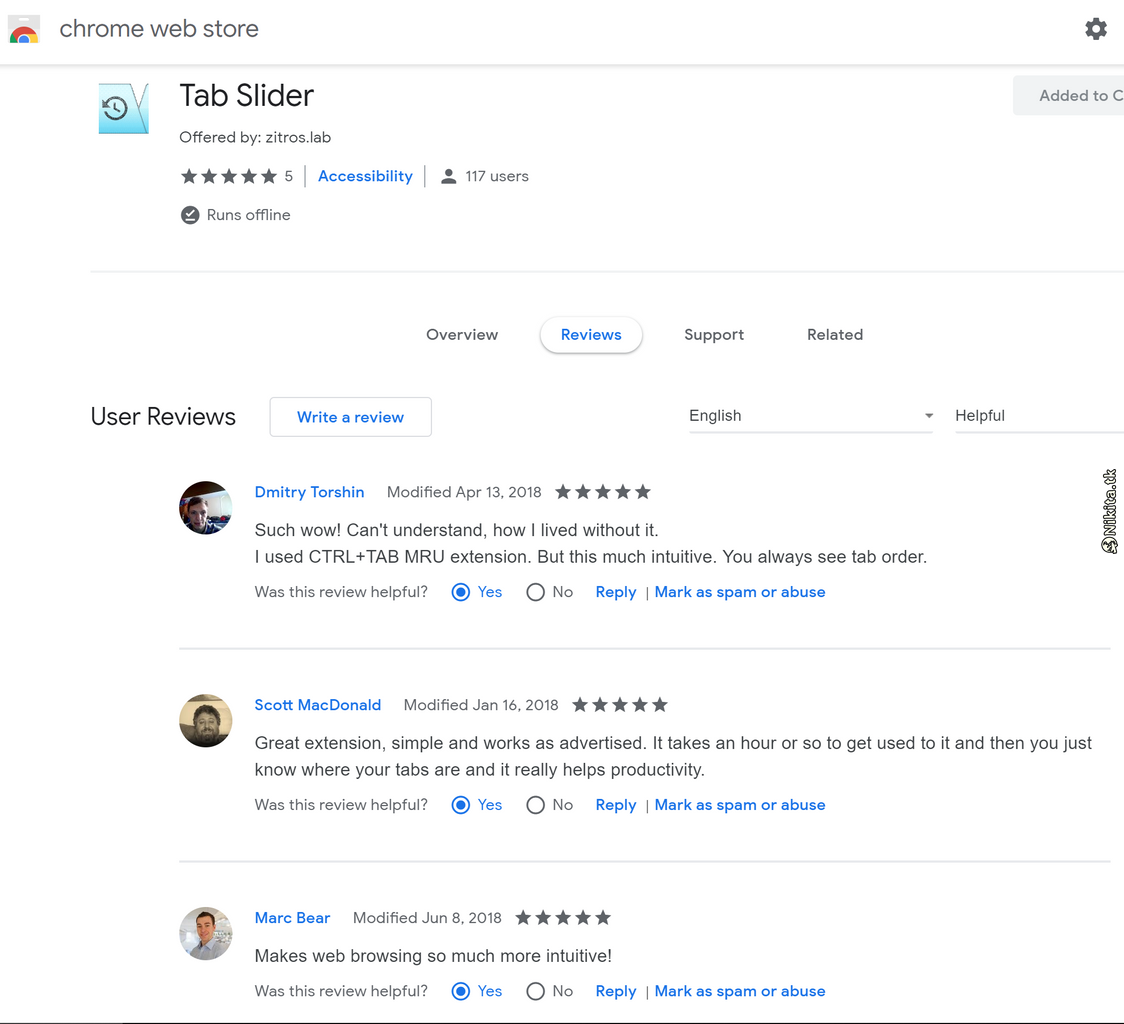 chrome web store
Tab Slider
Added to C
Offered by: zitros.lab
5 | Accessibility | 117 users
Runs offline
Overview Reviews Support Related
User Reviews Write a review English Helpful
Dmitry Torshin Modified Apr 13, 2018
Such wow! Can't understand, how I lived without it.
I used CTRL+TAB MRU extension. But this much intuitive. You always see tab order.
Was this review helpful? Yes No Reply | Mark as spam or abuse
Nikita.tk
Scott MacDonald Modified Jan 16, 2018
Great extension, simple and works as advertised. It takes an hour or so to get used to it and then you just
know where your tabs are and it really helps productivity.
Was this review helpful? Yes No Reply | Mark as spam or abuse
Marc Bear Modified Jun 8, 2018
Makes web browsing so much more intuitive!
Was this review helpful? Yes No Reply | Mark as spam or abuse